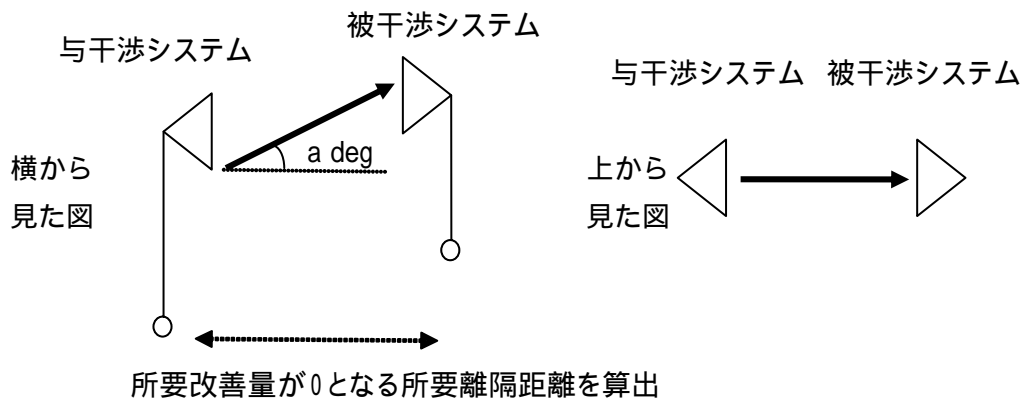 与干渉システム
被干渉システム
a deg
横から
見た図
与干渉システム 被干渉システム
上から
見た図
所要改善量が0となる所要離隔距離を算出